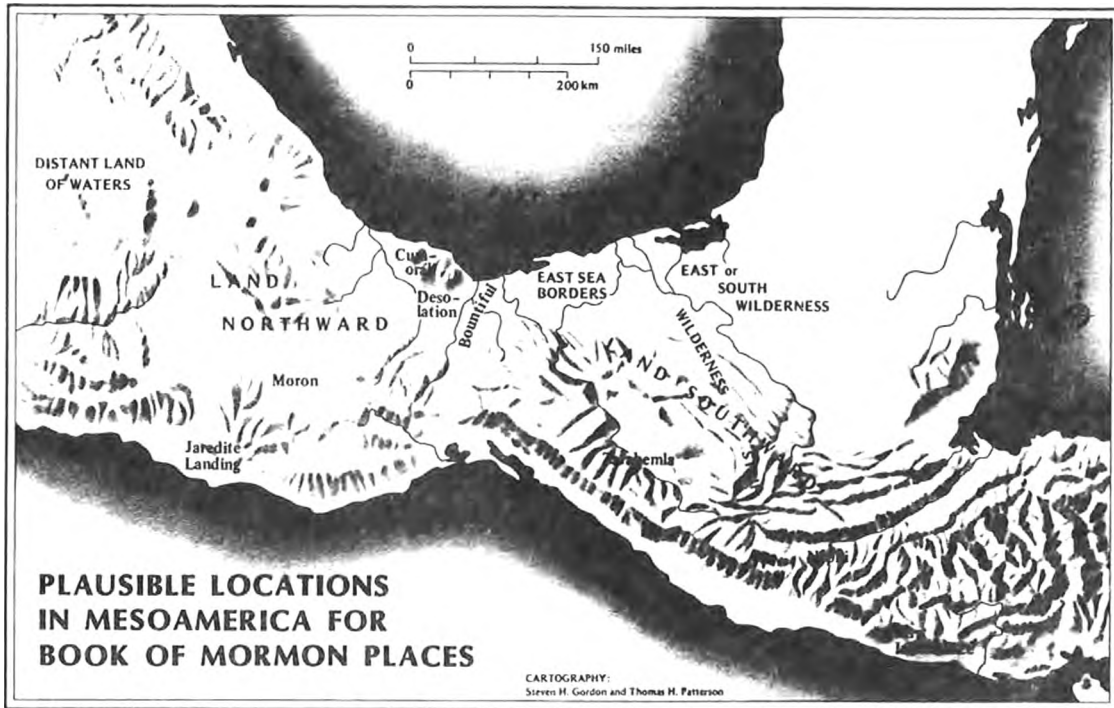 0 150 miles
0 200 km
DISTANT LAND
OF WATERS
LAND
NORTHWARD
Desolation
Bountiful
EAST SEA
BORDERS
EAST or
SOUTH
WILDERNESS
WILDERNESS
LAND
Moron
Jaredite
Landing
PLAUSIBLE LOCATIONS
IN MESOAMERICA FOR
BOOK OF MORMON PLACES
CARTOGRAPHY:
Steven H. Gordon and Thomas H. Patterson